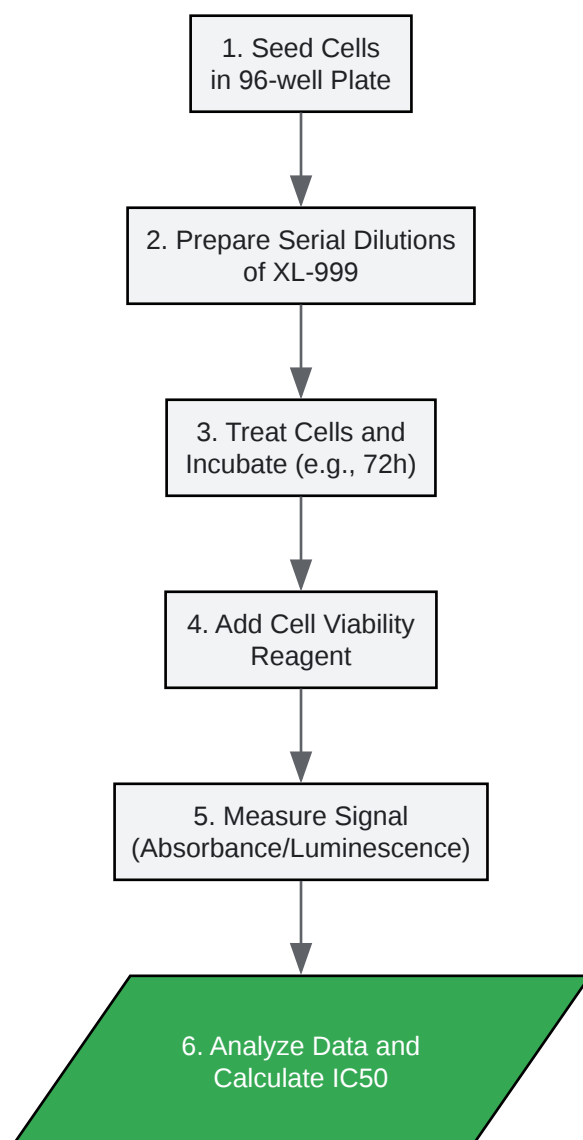 1. Seed Cells
in 96-well Plate
2. Prepare Serial Dilutions
of XL-999
3. Treat Cells and
Incubate (e.g., 72h)
4. Add Cell Viability
Reagent
5. Measure Signal
(Absorbance/Luminescence)
6. Analyze Data and
Calculate IC50